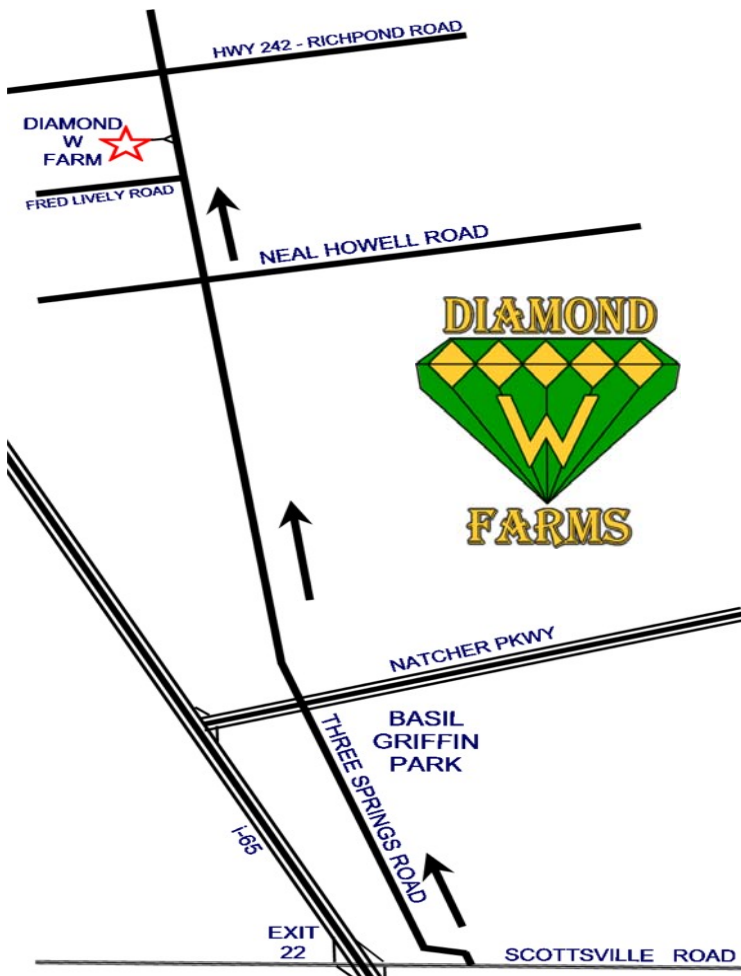 HWY 242 - RICHPOND ROAD
DIAMOND
W
FARM
FRED LIVELY ROAD
NEAL HOWELL ROAD
DIAMOND
W
FARMS
NATCHER PKWY
BASIL
GRIFFIN
PARK
THREE SPRINGS ROAD
i-65
EXIT
22
SCOTTSVILLE ROAD